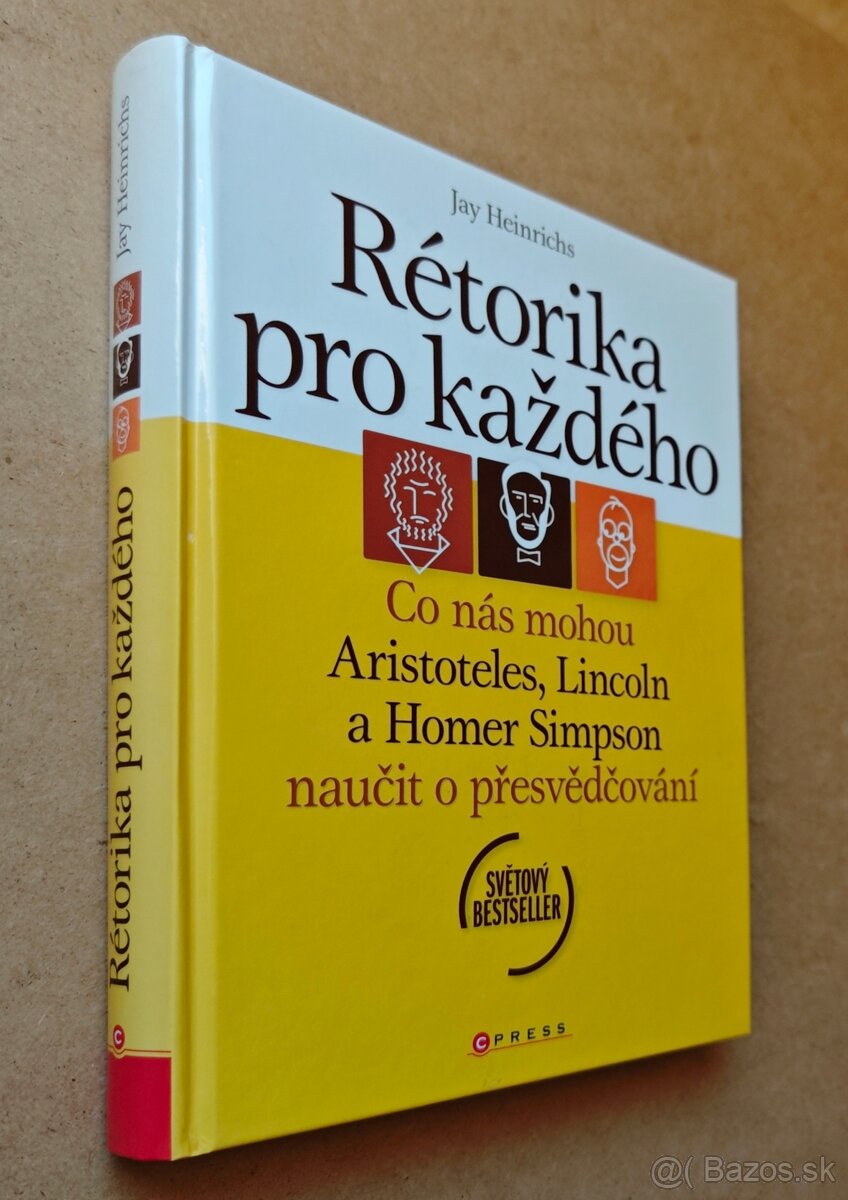 Jay Heinrichs
Rétorika
pro každého
Co nás mohou
Aristoteles, Lincoln
a Homer Simpson
naučit o přesvědčování
SVĚTOVÝ
BESTSELLER
C PRESS
Jay Heinrichs
Rétorika pro každého
C
@( Bazos.sk